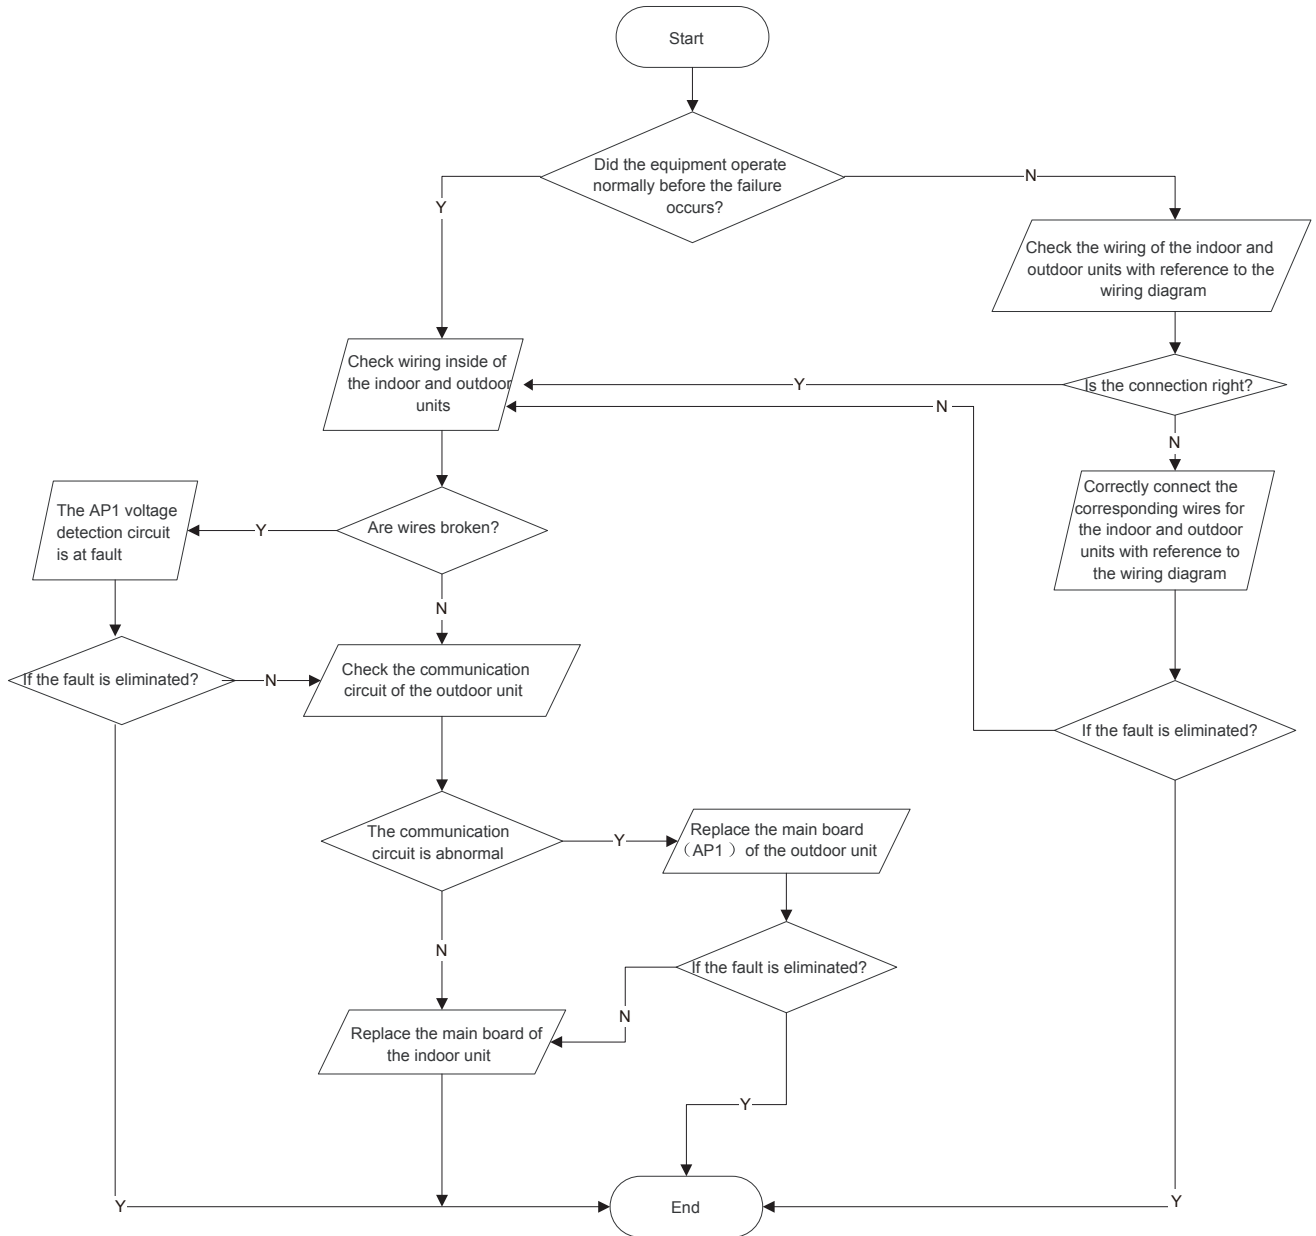 Start
Did the equipment operate
normally before the failure
occurs?
N
Y
Check the wiring of the indoor and
outdoor units with reference to the
wiring diagram
Check wiring inside of
the indoor and outdoor
units
Y
Is the connection right?
N
N
Correctly connect the
corresponding wires for
the indoor and outdoor
units with reference to
the wiring diagram
The AP1 voltage
detection circuit
is at fault
Y
Are wires broken?
N
If the fault is eliminated?
N
Check the communication
circuit of the outdoor unit
If the fault is eliminated?
The communication
circuit is abnormal
Y
Replace the main board
（AP1 ）of the outdoor unit
N
If the fault is eliminated?
N
Replace the main board of
the indoor unit
Y
Y
End
Y